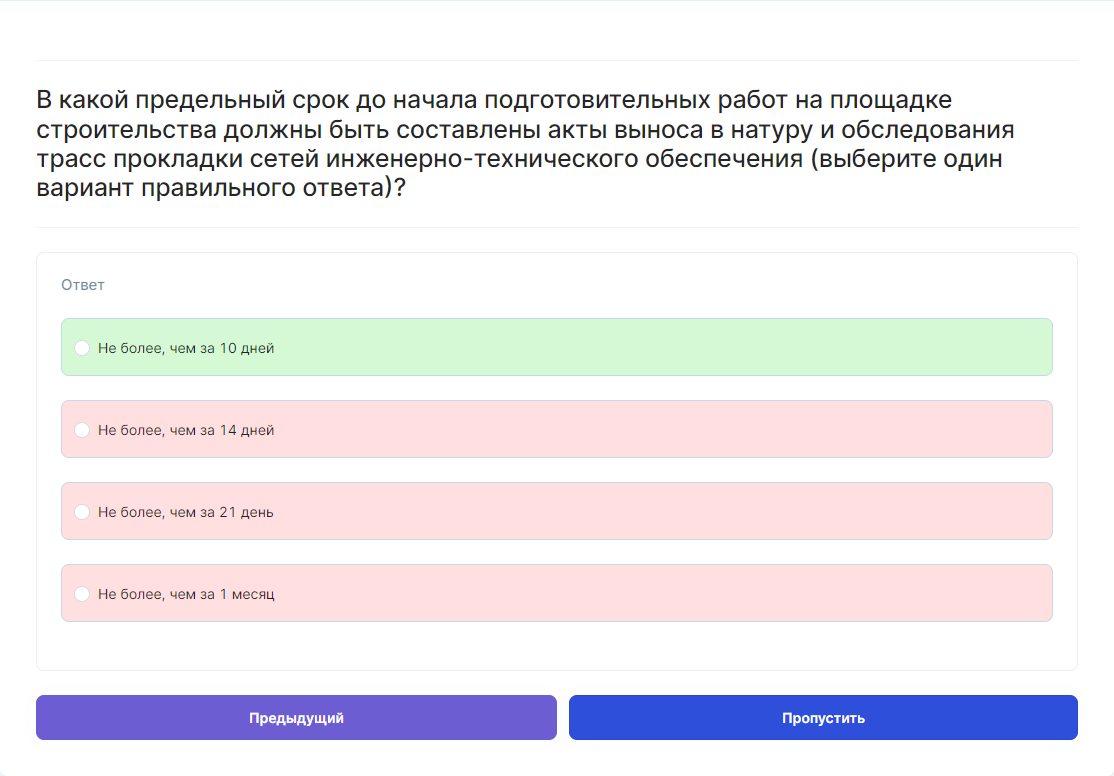 В какой предельный срок до начала подготовительных работ на площадке
строительства должны быть составлены акты выноса в натуру и обследования
трасс прокладки сетей инженерно-технического обеспечения (выберите один
вариант правильного ответа)?
Ответ
Не более, чем за 10 дней
Не более, чем за 14 дней
Не более, чем за 21 день
Не более, чем за 1 месяц
Предыдущий
Пропустить